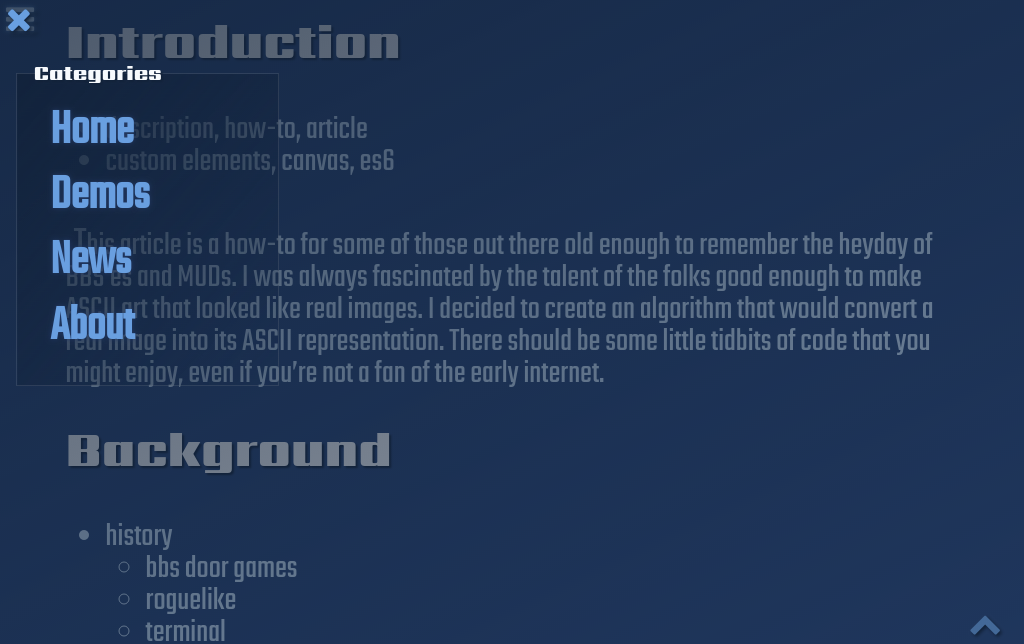 Introduction
Categories
Home
scription, how-to, article
custom elements, canvas, es6
Demos
This article is a how-to for some of those out there old enough to remember the heyday of
News
BBS'es and MUDs. I was always fascinated by the talent of the folks good enough to make
ASCII art that looked like real images. I decided to create an algorithm that would convert a
About
real image into its ASCII representation. There should be some little tidbits of code that you
might enjoy, even if you’re not a fan of the early internet.
Background
history
bbs door games
roguelike
terminal